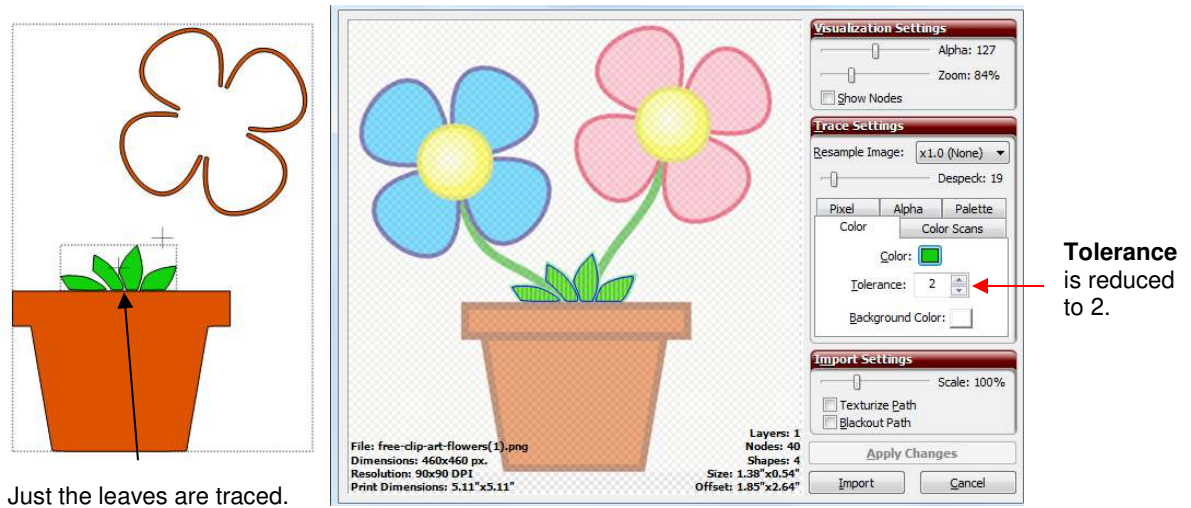 Just the leaves are traced.
File: free-clip-art-flowers(1).png
Dimensions: 460x460 px.
Resolution: 90x90 DPI
Print Dimensions: 5.11"x5.11"
Layers: 1
Nodes: 40
Shapes: 4
Size: 1.38"x0.54"
Offset: 1.85"x2.64"
Visualization Settings
Alpha: 127
Zoom: 84%
Show Nodes
Trace Settings
Resample Image: x1.0 (None)
Despeck: 19
Pixel Alpha Palette
Color Color Scans
Color:
Tolerance: 2
Background Color:
Import Settings
Scale: 100%
Texturize Path
Blackout Path
Apply Changes
Import Cancel
Tolerance
is reduced
to 2.